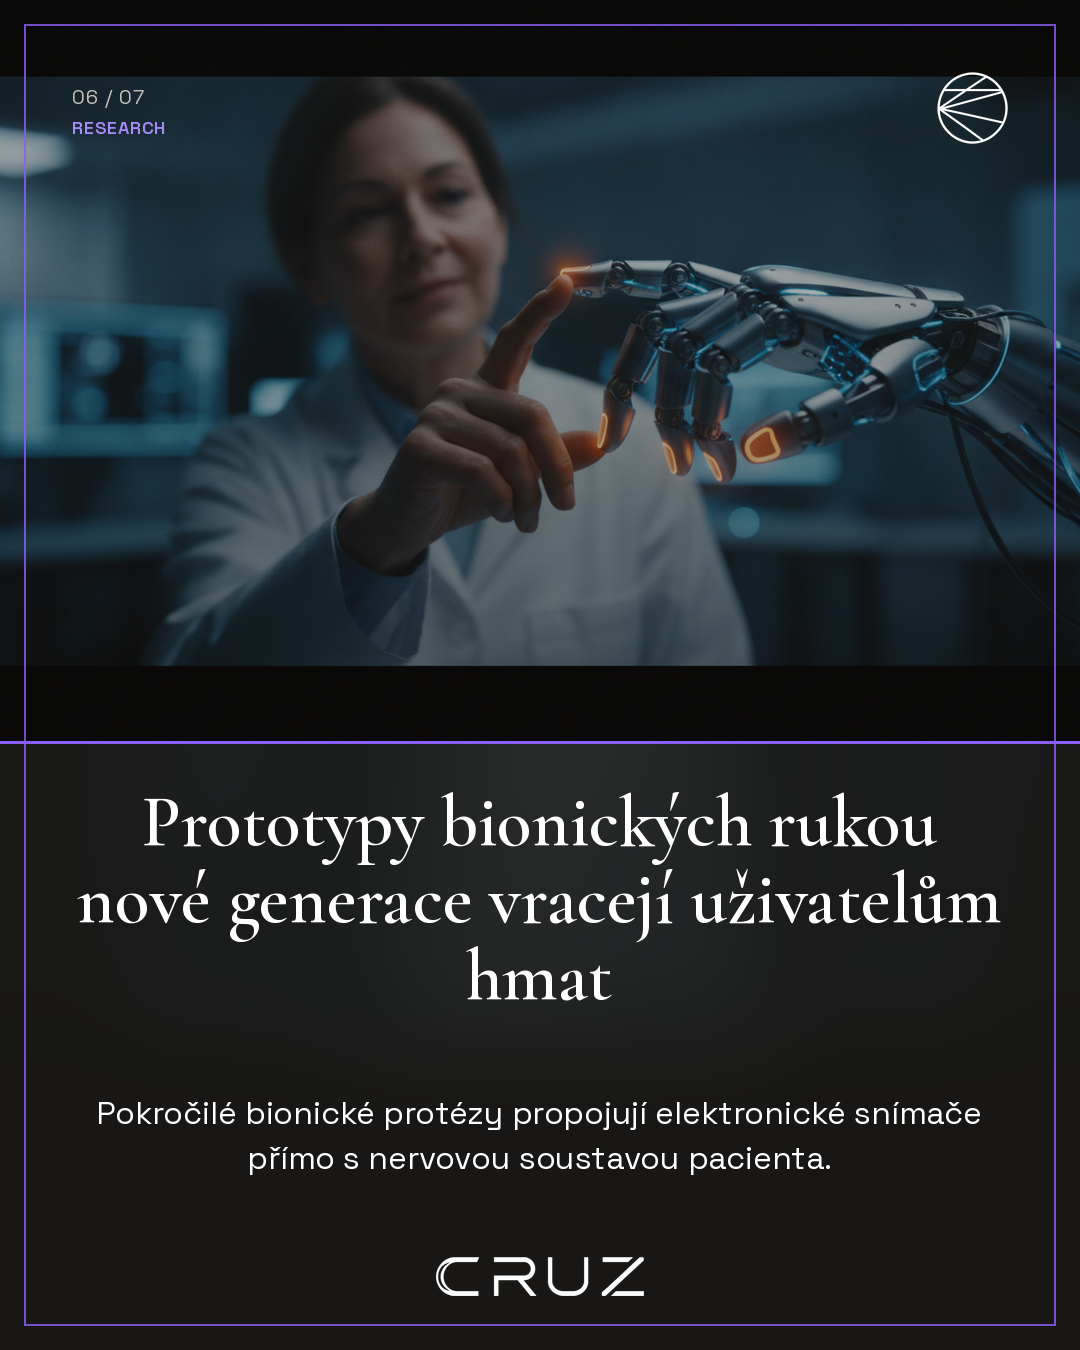 06 / 07
RESEARCH
Prototypy bionických rukou
nové generace vracejí uživatelům
hmat
Pokročilé bionické protézy propojují elektronické snímače
přímo s nervovou soustavou pacienta.
CRUZ